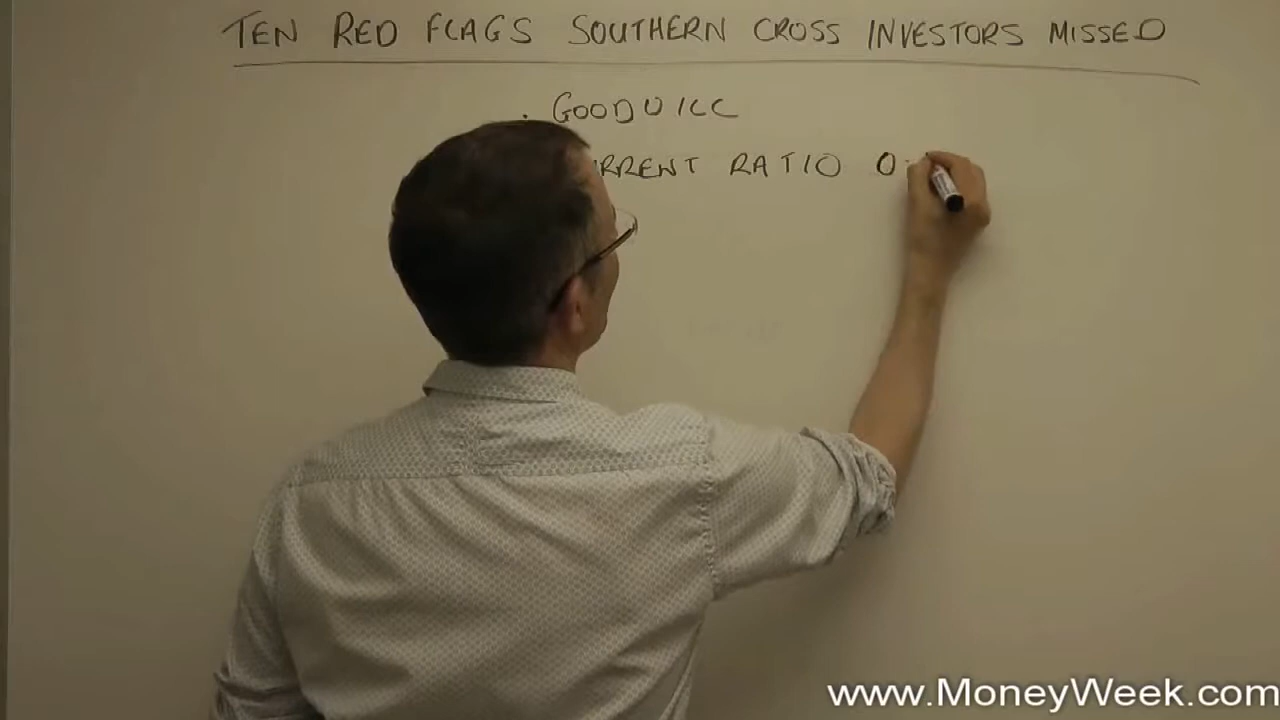 TEN RED FLAGS SOUTHERN CROSS INVESTORS MISSED
· GOODWILL
RRENT RATIO 0.
www.MoneyWeek.com